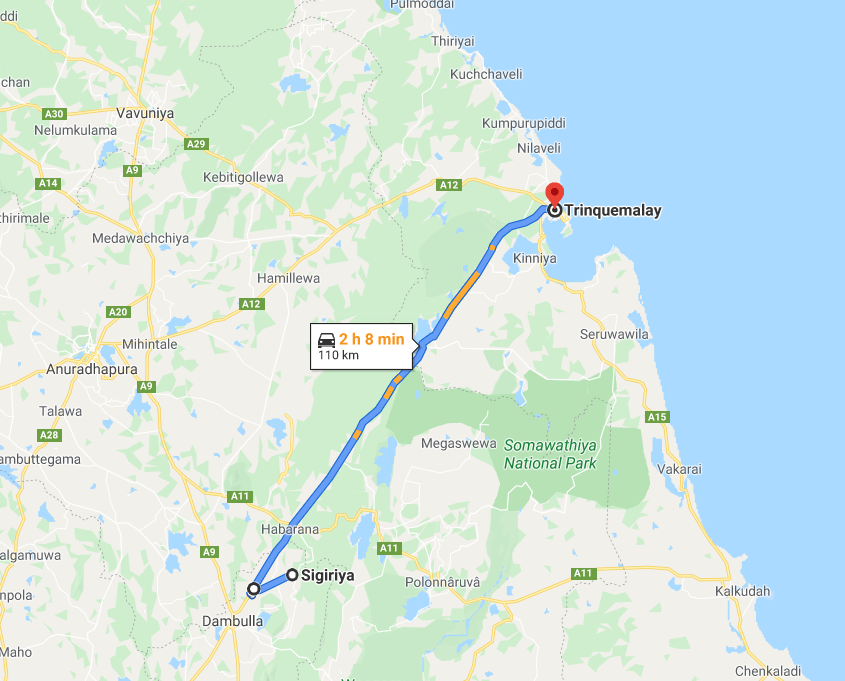 Pulmoddai
ddi
Thiriyai
chan
Kuchchaveli
A30
Vavuniya
Kumpurupiddi
Nelumkulama
A29
Nilaveli
A9
Kebitigollewa
A14
A12
Trinquemalay
thirimale
Medawachchiya
Kinniya
Hamillewa
A12
A20
2 h 8 min
110 km
Mihintale
Seruwawila
Anuradhapura
A9
Talawa
A15
A28
Megaswewa
Somawathiya
National Park
ambuttegama
Vakarai
A11
Habarana
A9
A11
algamuwa
Sigiriya
A11
Polonnâruvâ
Kalkudah
npola
Dambulla
Maho
Chenkaladi